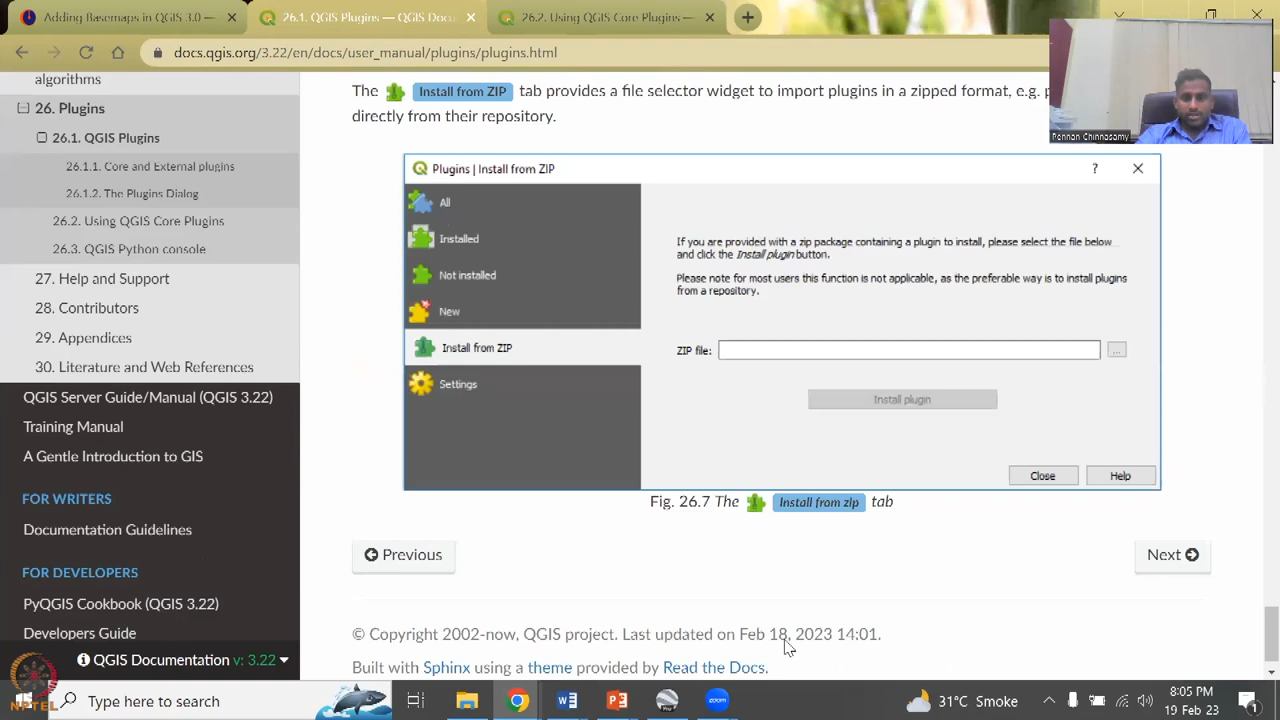 Adding Basemaps in QGIS 3.0 —
26.1. QGIS Plugins — QGIS Docu
26.2. Using QGIS Core Plugins —
docs.qgis.org/3.22/en/docs/user_manual/plugins/plugins.html
algorithms
26. Plugins
26.1. QGIS Plugins
26.1.1. Core and External plugins
26.1.2. The Plugins Dialog
26.2. Using QGIS Core Plugins
26.3. QGIS Python console
27. Help and Support
28. Contributors
29. Appendices
30. Literature and Web References
QGIS Server Guide/Manual (QGIS 3.22)
Training Manual
A Gentle Introduction to GIS
FOR WRITERS
Documentation Guidelines
FOR DEVELOPERS
PyQGIS Cookbook (QGIS 3.22)
Developers Guide
QGIS Documentation v: 3.22
The Install from ZIP tab provides a file selector widget to import plugins in a zipped format, e.g. p
directly from their repository.
Pennan Chinnasamy
Plugins | Install from ZIP
?
All
Installed
Not installed
New
Install from ZIP
Settings
If you are provided with a zip package containing a plugin to install, please select the file below
and click the Install plugin button.
Please note for most users this function is not applicable, as the preferable way is to install plugins
from a repository.
ZIP file:
...
Install plugin
Close
Help
Fig. 26.7 The Install from zip tab
Previous
Next
© Copyright 2002-now, QGIS project. Last updated on Feb 18, 2023 14:01.
Built with Sphinx using a theme provided by Read the Docs.
NPTEL
Type here to search
zoom
31°C Smoke
8:05 PM
19 Feb 23
1